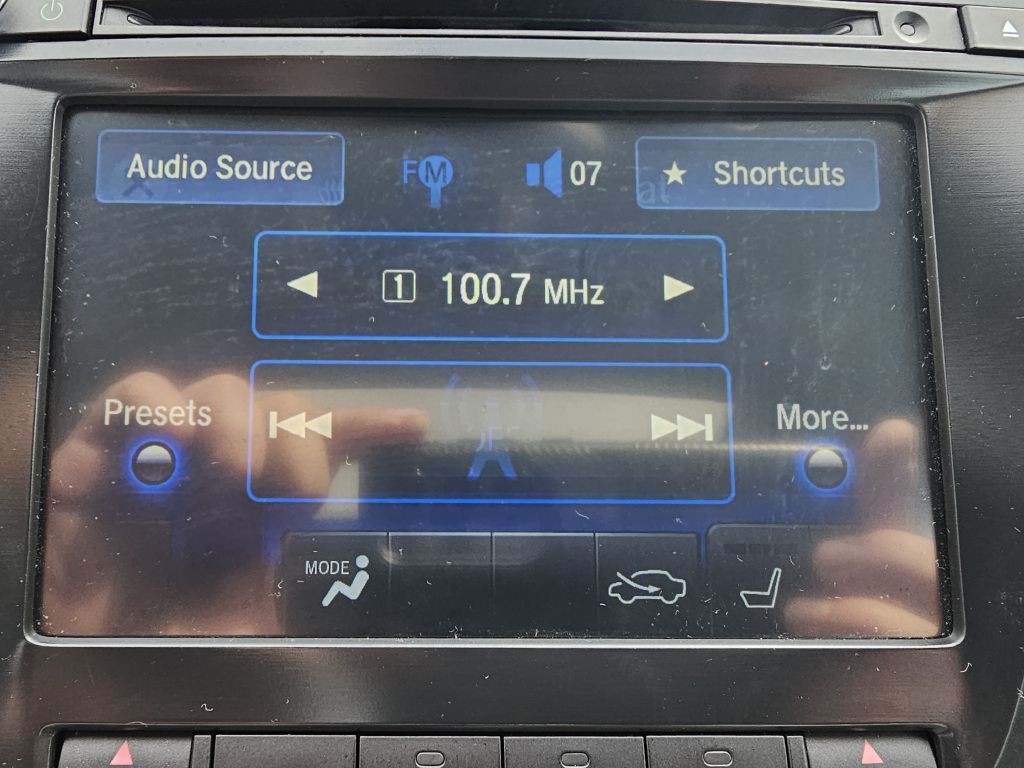 Audio Source
FM
07
★ Shortcuts
1 100.7 MHz
Presets
More...
MODE